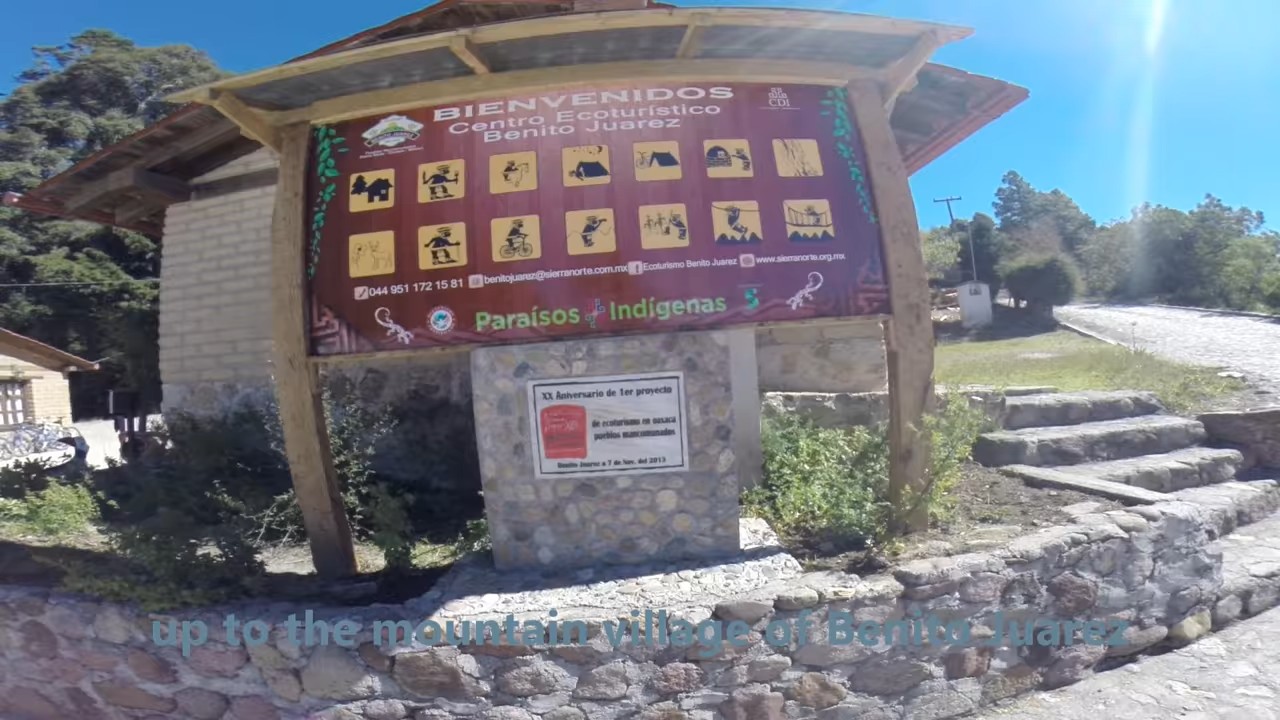 BIENVENIDOS
Centro Ecoturístico
Benito Juarez
CDI
044 951 172 15 81 benitojuarez@sierranorte.com.mx Ecoturismo Benito Juarez www.sierranorte.org.mx
Paraísos Indígenas
XX Aniversario de 1er proyecto
de ecoturismo en oaxaca
pueblos mancomunados
Benito Juarez a 7 de Nov. del 2013
up to the mountain village of Benito Juarez